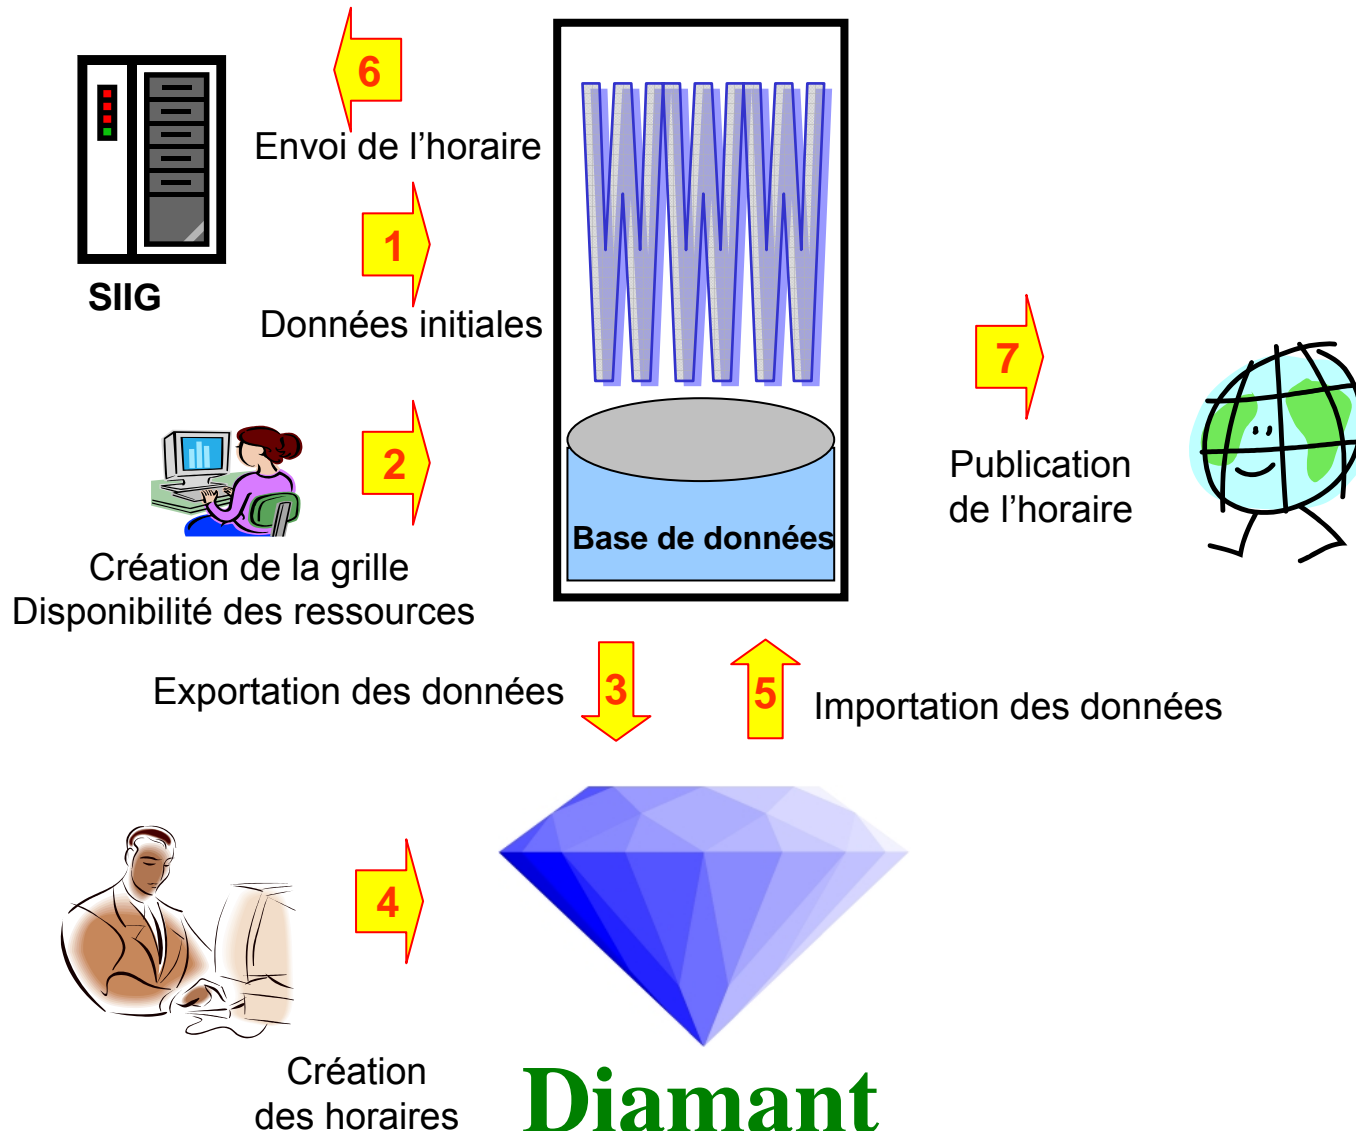 6
Envoi de l’horaire
1
SIIG
Données initiales
WWW
7
2
Publication
de l’horaire
Base de données
Création de la grille
Disponibilité des ressources
Exportation des données
3
5
Importation des données
4
Création
des horaires
Diamant